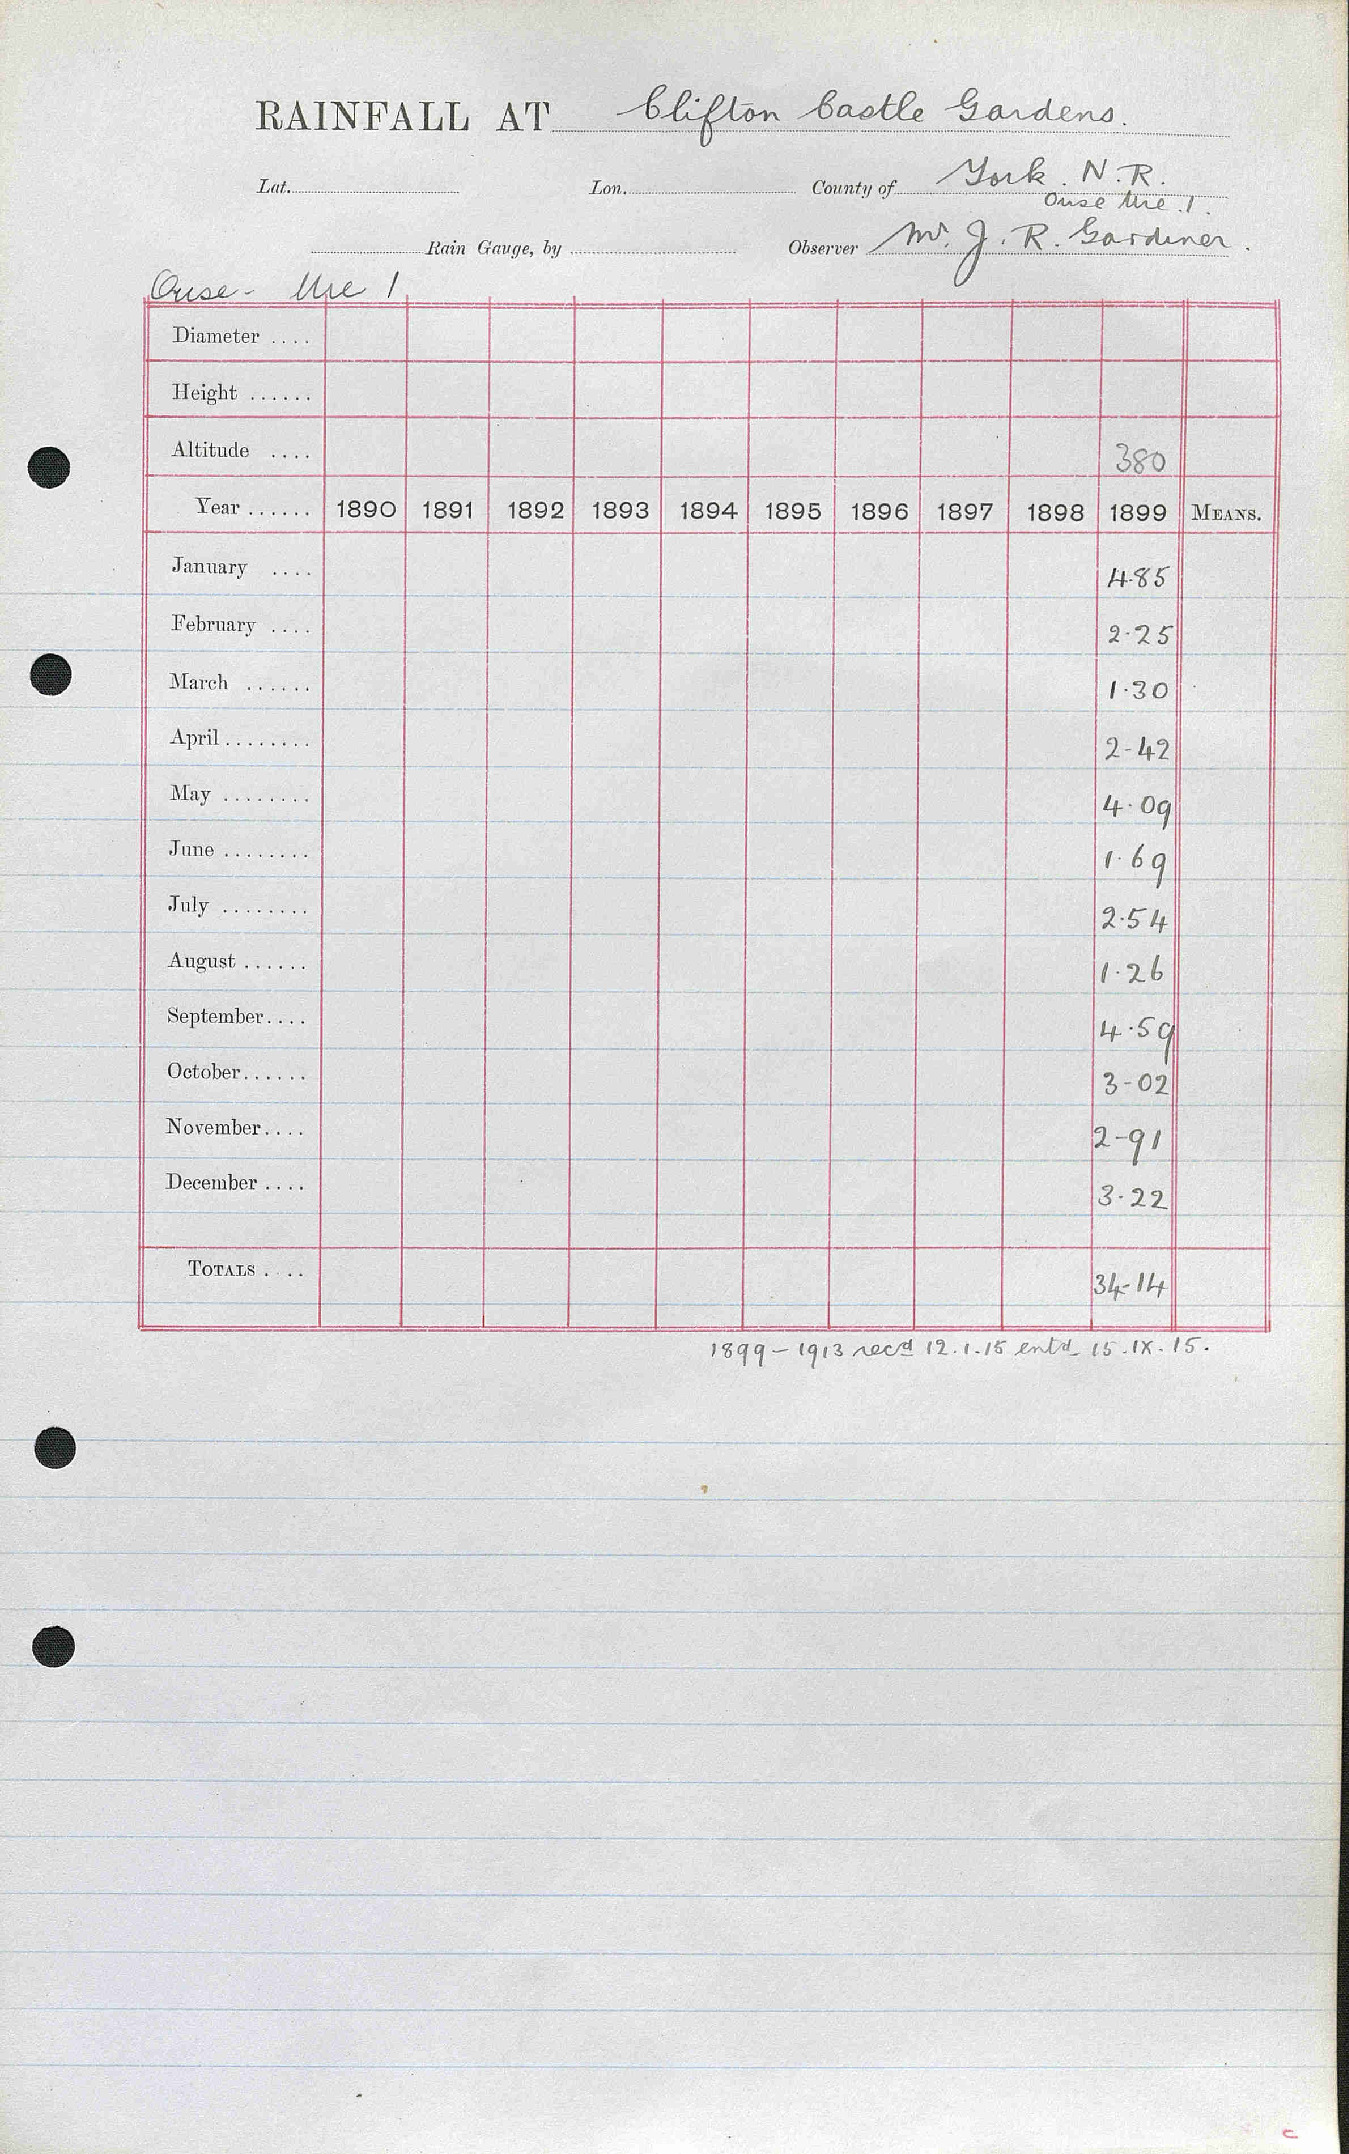 RAINFALL AT Clifton Castle Gardens.
Lat. Lon. County of York. N.R.
Ouse Ure 1.
Rain Gauge, by Observer Mr. J. R. Gardiner.
Ouse - Ure 1
Diameter ....
Height ......
Altitude .... 380
Year ...... 1890 1891 1892 1893 1894 1895 1896 1897 1898 1899 MEANS.
January .... 4.85
February .... 2.25
March ...... 1.30
April ........ 2-42
May ........ 4.09
June ........ 1.69
July ........ 2.54
August ...... 1.26
September.... 4.59
October...... 3-02
November.... 2-91
December .... 3.22
TOTALS .... 34-14
1899 - 1913 recd 12.1.15 entd 15.IX.15.